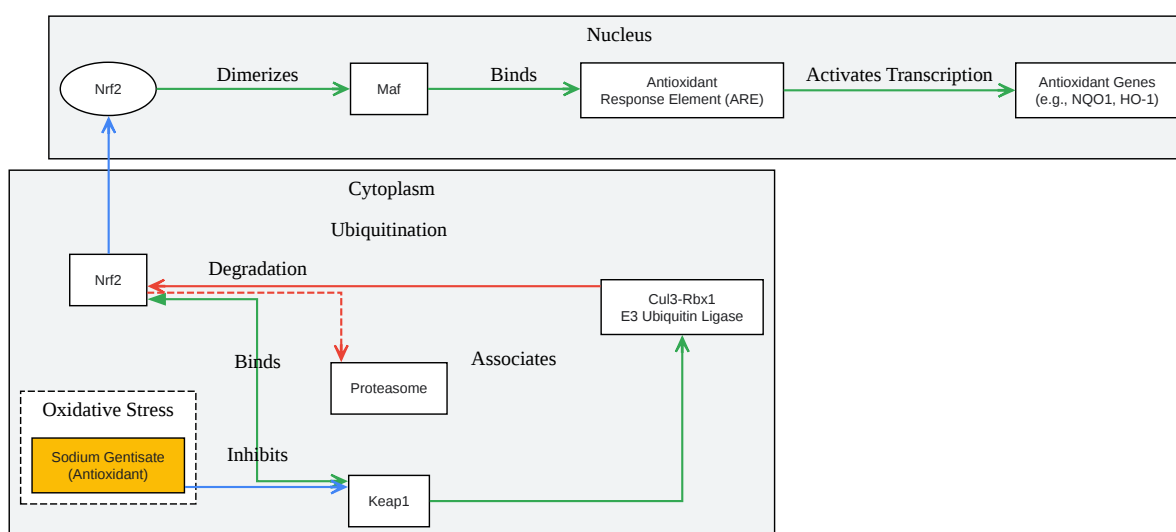 Nucleus
Nrf2
Dimerizes
Maf
Binds
Antioxidant
Response Element (ARE)
Activates Transcription
Antioxidant Genes
(e.g., NQO1, HO-1)
Cytoplasm
Ubiquitination
Nrf2
Degradation
Cul3-Rbx1
E3 Ubiquitin Ligase
Binds
Associates
Proteasome
Oxidative Stress
Sodium Gentisate
(Antioxidant)
Inhibits
Keap1